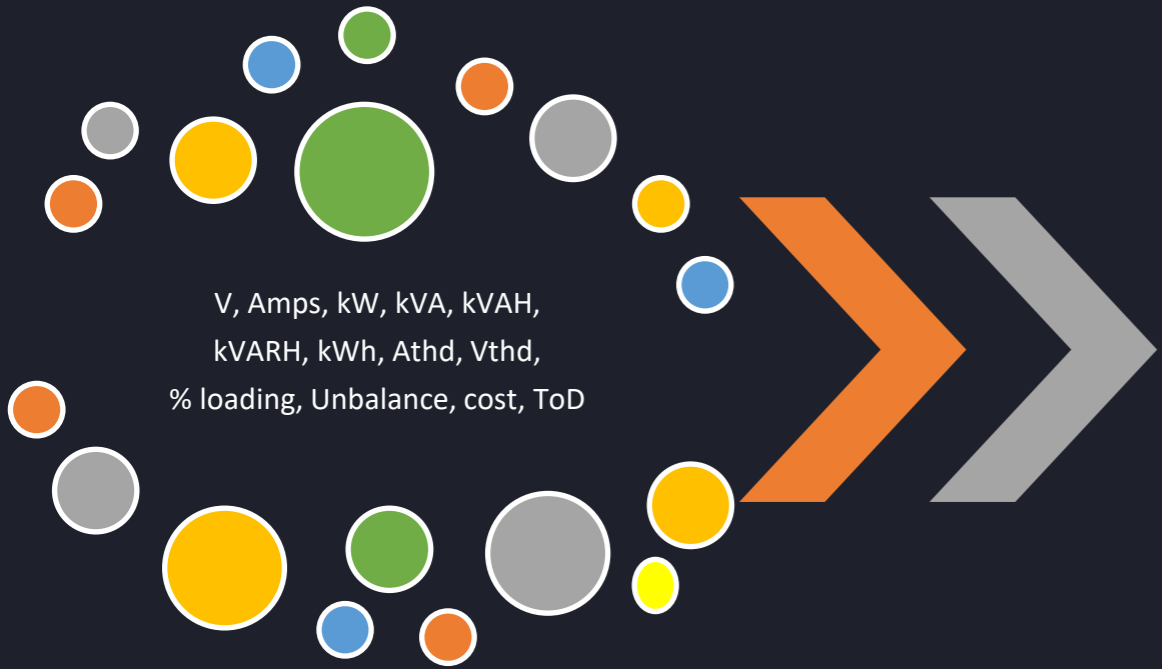 V, Amps, kW, kVA, kVAH,
kVARH, kWh, Athd, Vthd,
% loading, Unbalance, cost, ToD